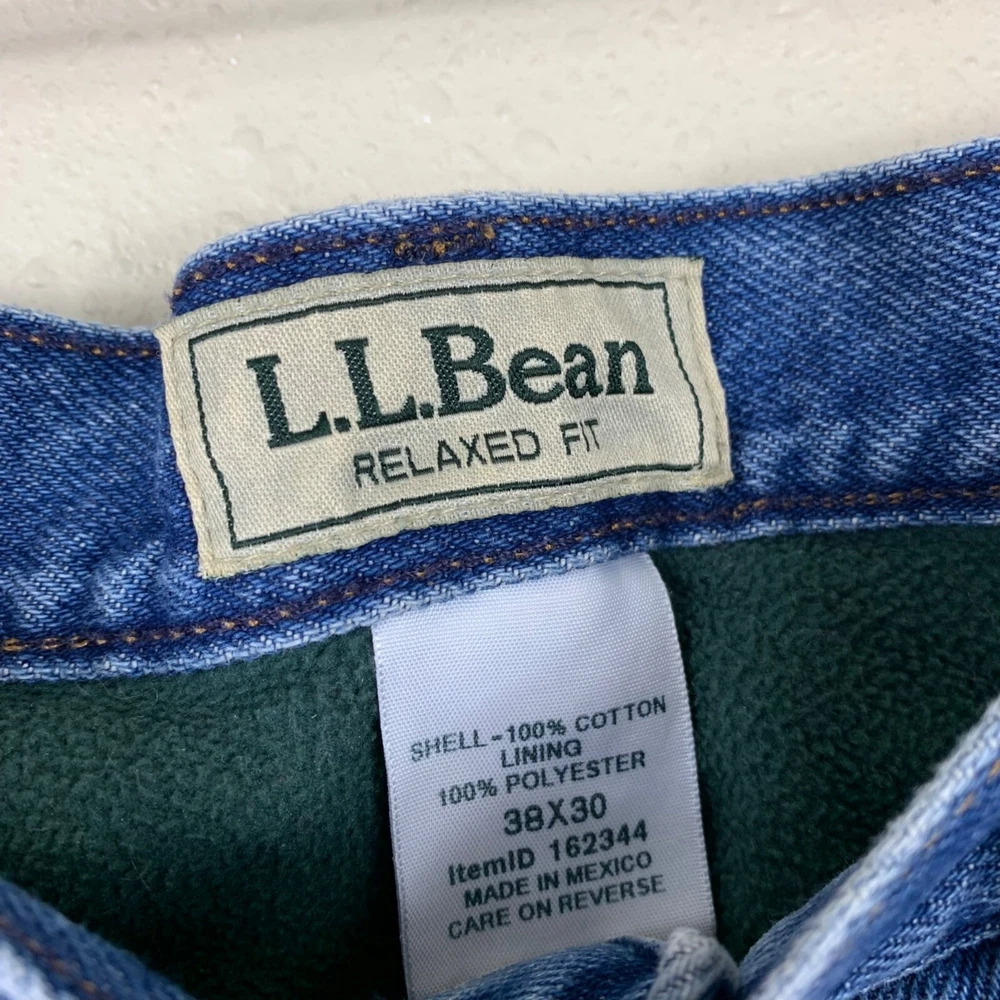 L.L.Bean
RELAXED FIT
SHELL-100% COTTON
LINING
100% POLYESTER
38X30
ItemID 162344
MADE IN MEXICO
CARE ON REVERSE